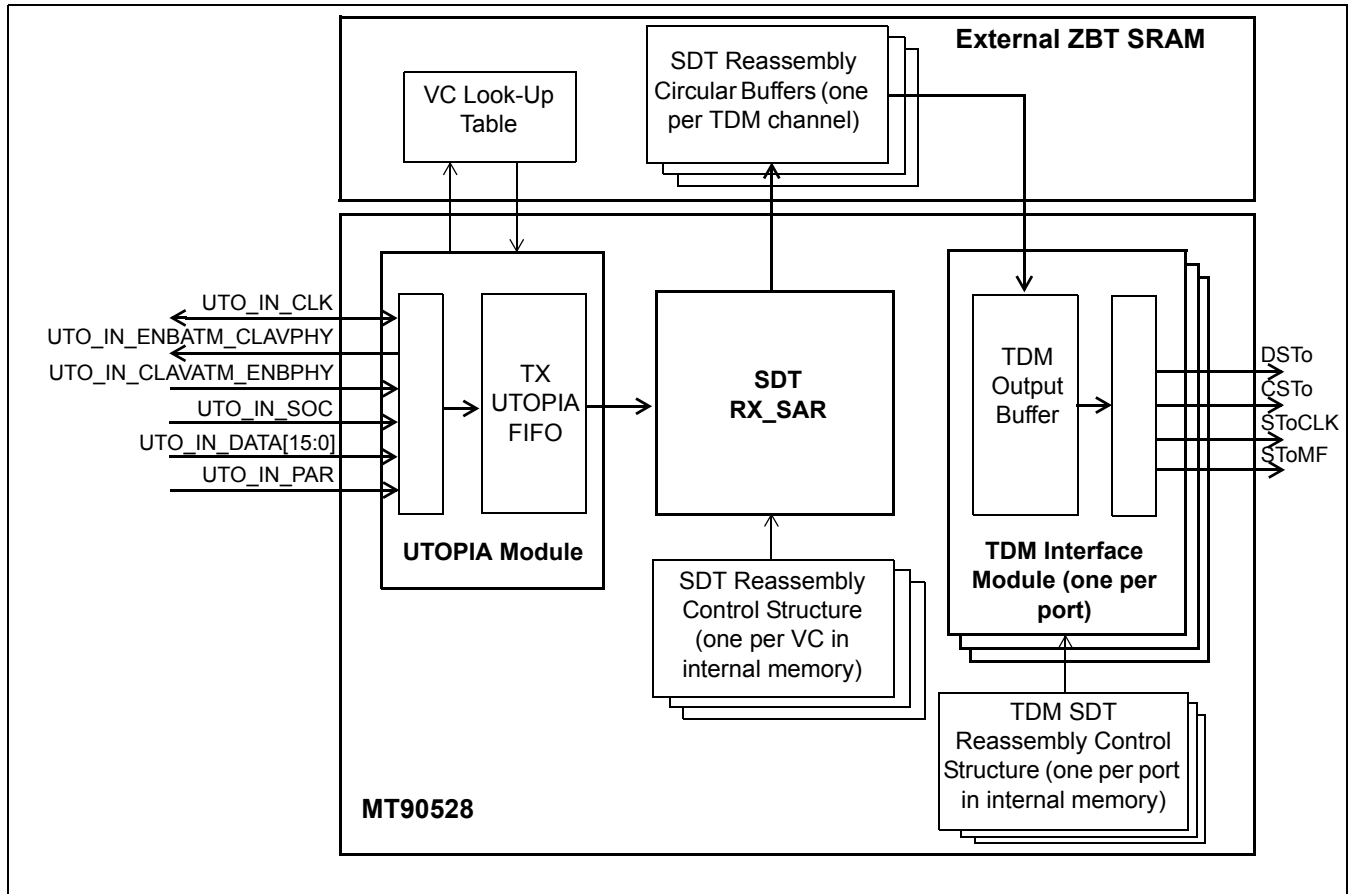 External ZBT SRAM
SDT Reassembly
Circular Buffers (one
per TDM channel)
VC Look-Up
Table
UTO_IN_CLK
UTO_IN_ENBATM_CLAVPHY
UTO_IN_CLAVATM_ENBPHY
UTO_IN_SOC
UTO_IN_DATA[15:0]
UTO_IN_PAR
TX
UTOPIA
FIFO
UTOPIA Module
SDT
RX_SAR
SDT Reassembly
Control Structure
(one per VC in
internal memory)
TDM
Output
Buffer
TDM Interface
Module (one per
port)
DSTo
CSTo
SToCLK
SToMF
TDM SDT
Reassembly Control
Structure (one per port
in internal memory)
MT90528